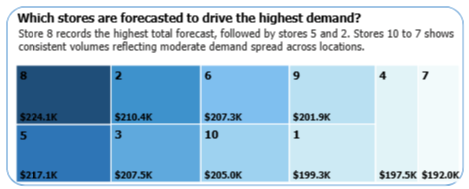 Which stores are forecasted to drive the highest demand?
Store 8 records the highest total forecast, followed by stores 5 and 2. Stores 10 to 7 shows
consistent volumes reflecting moderate demand spread across locations.
8 2 6 9 4 7
$224.1K $210.4K $207.3K $201.9K
5 3 10 1
$217.1K $207.5K $205.0K $199.3K $197.5K $192.0K